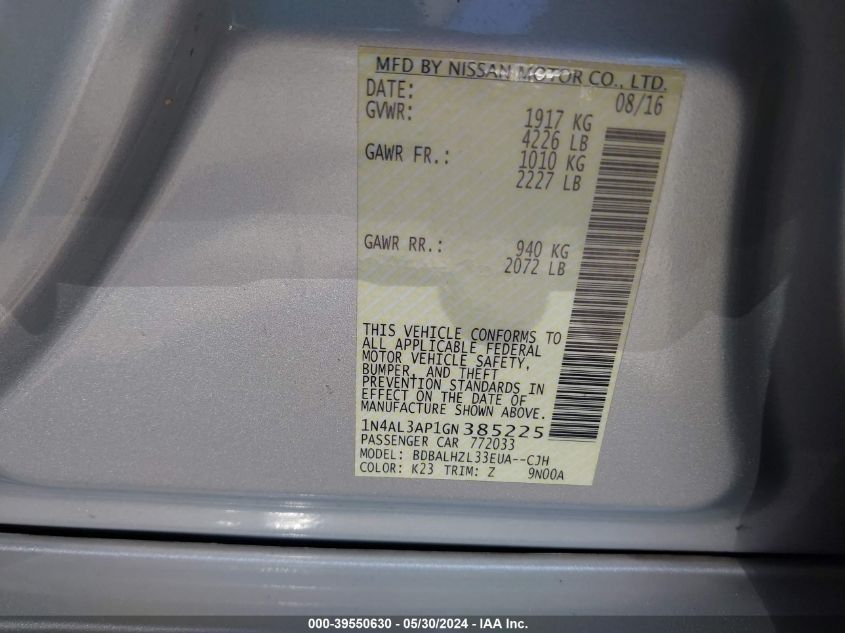 MFD BY NISSAN MOTOR CO., LTD.
DATE: 08/16
GVWR: 1917 KG
4226 LB
GAWR FR.: 1010 KG
2227 LB
GAWR RR.: 940 KG
2072 LB
THIS VEHICLE CONFORMS TO
ALL APPLICABLE FEDERAL
MOTOR VEHICLE SAFETY,
BUMPER, AND THEFT
PREVENTION STANDARDS IN
EFFECT ON THE DATE OF
MANUFACTURE SHOWN ABOVE.
1N4AL3AP1GN385225
PASSENGER CAR 772033
MODEL: BDBALHZL33EUA--CJH
COLOR: K23 TRIM: Z 9N00A
000-39550630 - 05/30/2024 - IAA Inc.